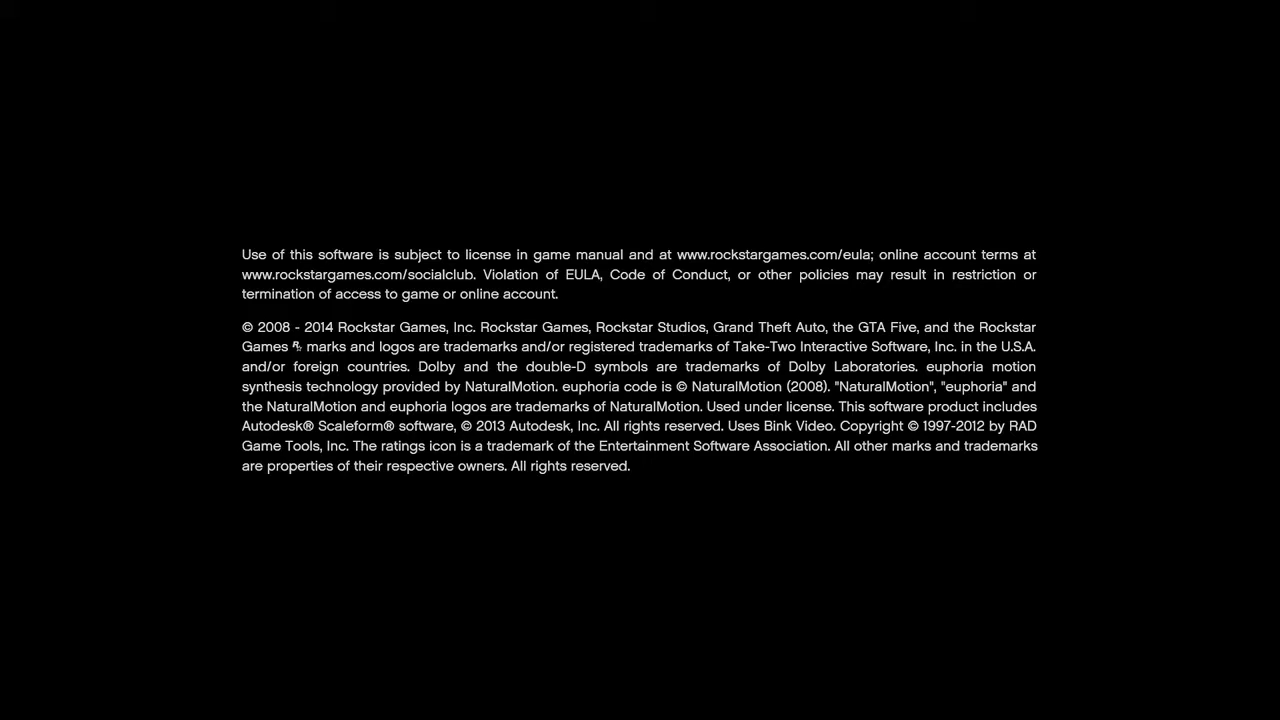 Use of this software is subject to license in game manual and at www.rockstargames.com/eula; online account terms at
www.rockstargames.com/socialclub. Violation of EULA, Code of Conduct, or other policies may result in restriction or
termination of access to game or online account.
© 2008 - 2014 Rockstar Games, Inc. Rockstar Games, Rockstar Studios, Grand Theft Auto, the GTA Five, and the Rockstar
Games R* marks and logos are trademarks and/or registered trademarks of Take-Two Interactive Software, Inc. in the U.S.A.
and/or foreign countries. Dolby and the double-D symbols are trademarks of Dolby Laboratories. euphoria motion
synthesis technology provided by NaturalMotion. euphoria code is © NaturalMotion (2008). "NaturalMotion", "euphoria" and
the NaturalMotion and euphoria logos are trademarks of NaturalMotion. Used under license. This software product includes
Autodesk® Scaleform® software, © 2013 Autodesk, Inc. All rights reserved. Uses Bink Video. Copyright © 1997-2012 by RAD
Game Tools, Inc. The ratings icon is a trademark of the Entertainment Software Association. All other marks and trademarks
are properties of their respective owners. All rights reserved.